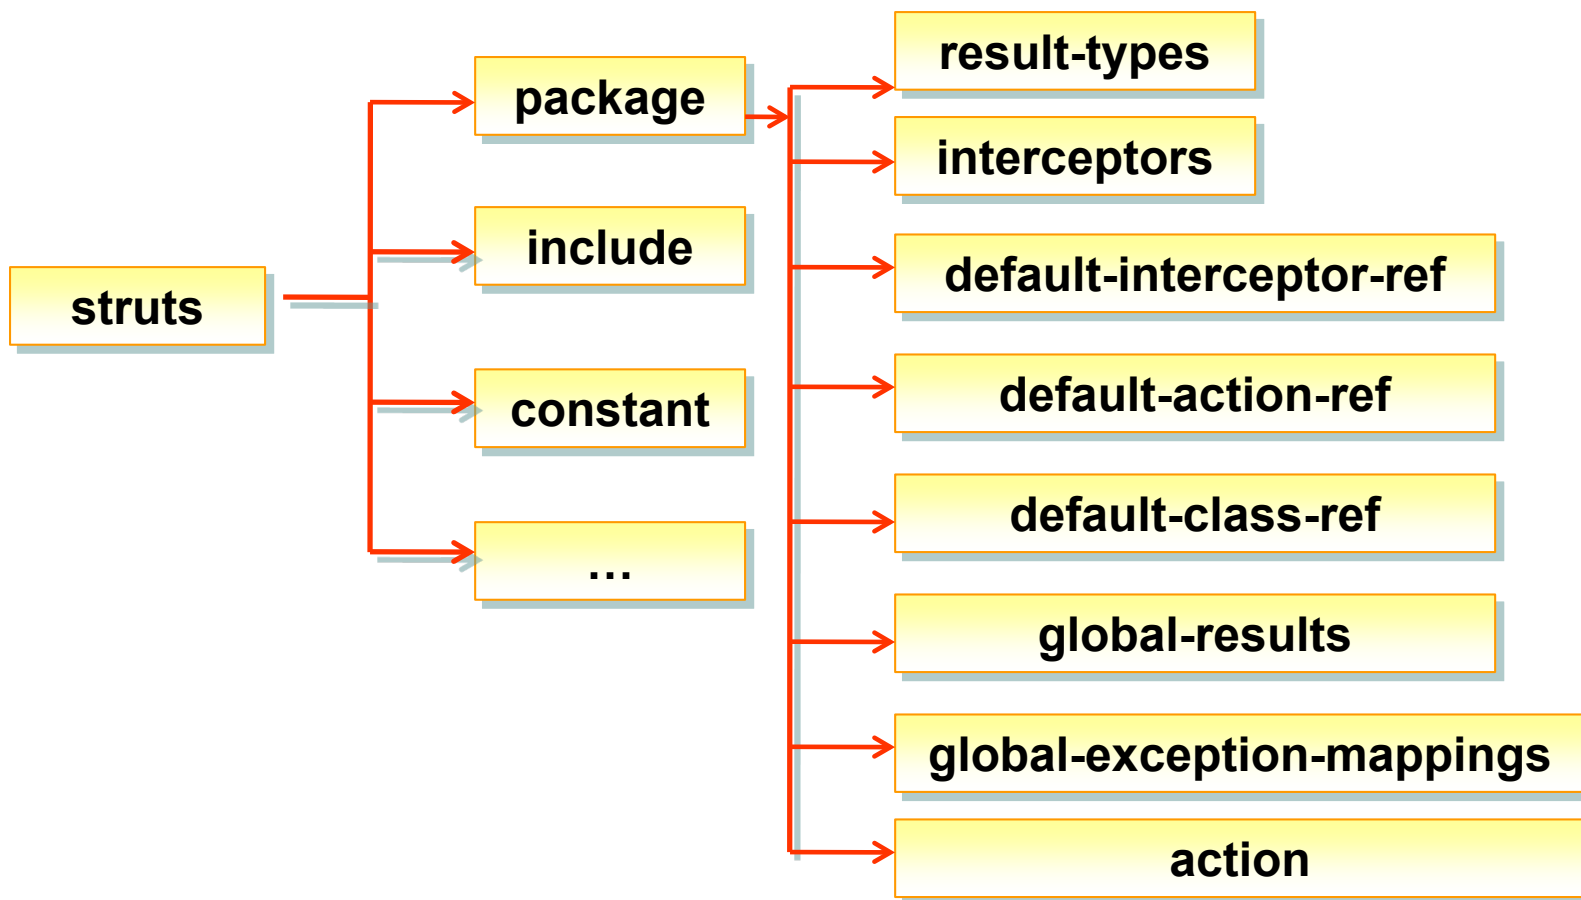 struts
package
include
constant
...
result-types
interceptors
default-interceptor-ref
default-action-ref
default-class-ref
global-results
global-exception-mappings
action